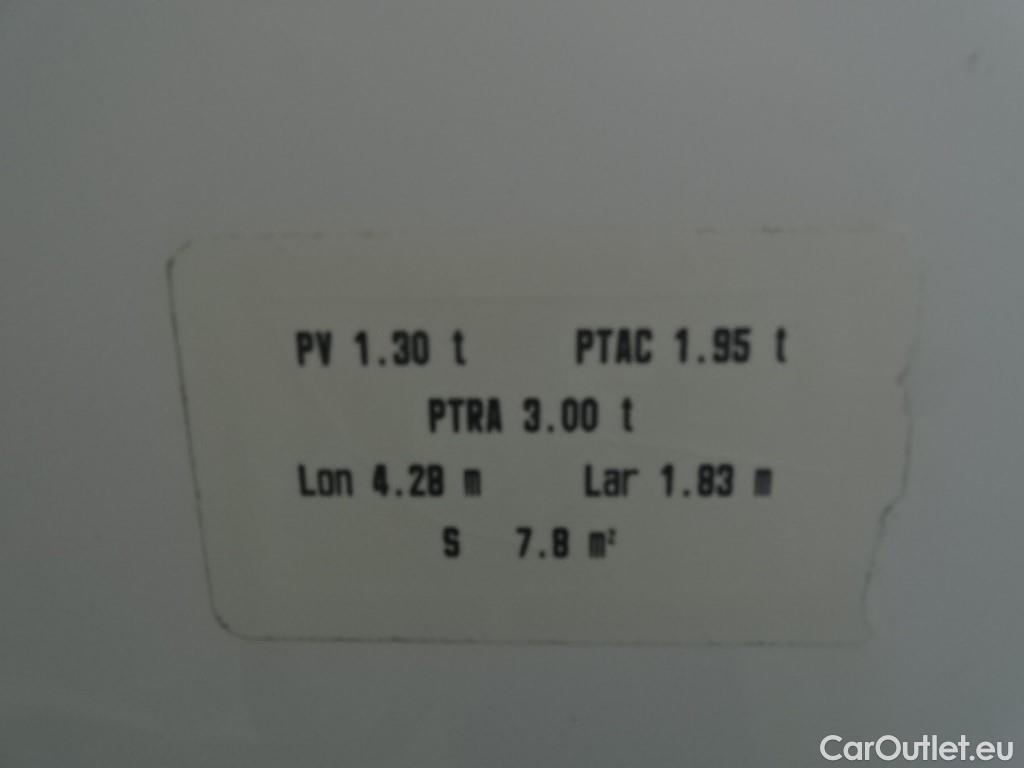 PV 1.30 t PTAC 1.95 t
PTRA 3.00 t
Lon 4.28 m Lar 1.83 m
S 7.8 m²
CarOutlet.eu